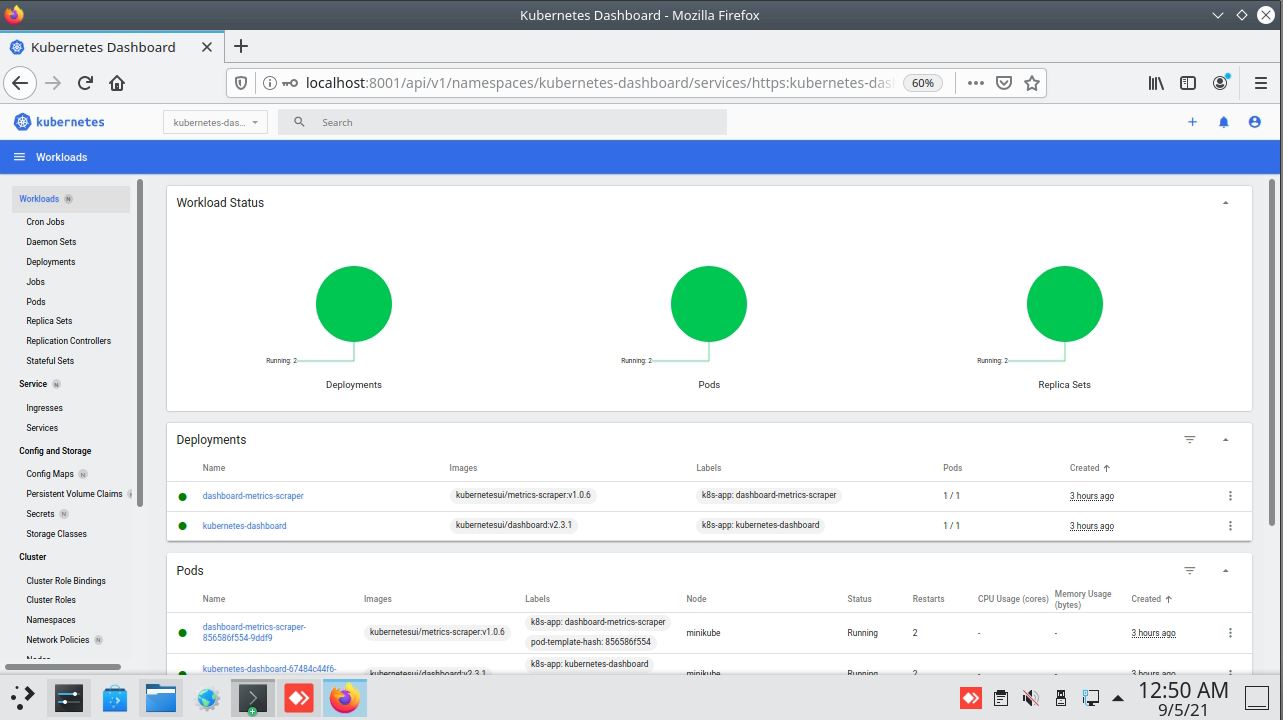 Kubernetes Dashboard - Mozilla Firefox
Kubernetes Dashboard
localhost:8001/api/v1/namespaces/kubernetes-dashboard/services/https:kubernetes-das
60%
kubernetes
kubernetes-das...
Search
Workloads
Workloads N
Cron Jobs
Daemon Sets
Deployments
Jobs
Pods
Replica Sets
Replication Controllers
Stateful Sets
Service N
Ingresses
Services
Config and Storage
Config Maps N
Persistent Volume Claims
Secrets N
Storage Classes
Cluster
Cluster Role Bindings
Cluster Roles
Namespaces
Network Policies N
Nodes
Workload Status
Running: 2
Deployments
Running: 2
Pods
Running: 2
Replica Sets
Deployments
Name Images Labels Pods Created
dashboard-metrics-scraper kubernetesui/metrics-scraper:v1.0.6 k8s-app: dashboard-metrics-scraper 1 / 1 3 hours ago
kubernetes-dashboard kubernetesui/dashboard:v2.3.1 k8s-app: kubernetes-dashboard 1 / 1 3 hours ago
Pods
Name Images Labels Node Status Restarts CPU Usage (cores) Memory Usage (bytes) Created
dashboard-metrics-scraper-
856586f554-9ddf9
kubernetesui/metrics-scraper:v1.0.6
k8s-app: dashboard-metrics-scraper
pod-template-hash: 856586f554
minikube Running 2 - - 3 hours ago
kubernetes-dashboard-67484c44f6-
kubernetesui/dashboard:v2.3.1
k8s-app: kubernetes-dashboard
minikube Running 2 - - 3 hours ago
12:50 AM
9/5/21